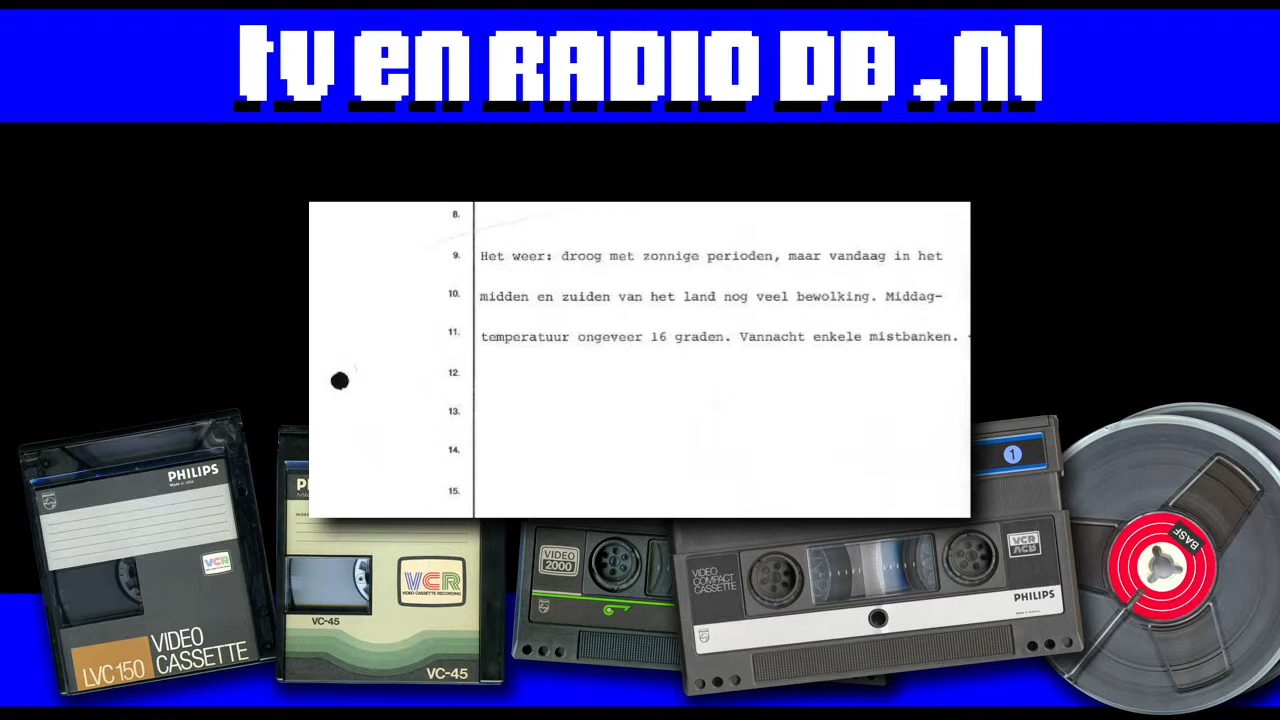 tV en RADIO DB .nl
8.
9. Het weer: droog met zonnige perioden, maar vandaag in het
10. midden en zuiden van het land nog veel bewolking. Middag-
11. temperatuur ongeveer 16 graden. Vannacht enkele mistbanken.
12.
13.
14.
15.
PHILIPS
VCR
LVC 150 VIDEO CASSETTE
VCR
VIDEO CASSETTE RECORDING
VC-45
VC-45
VIDEO 2000
1
VIDEO COMPACT CASSETTE
VCR
PHILIPS
BASF